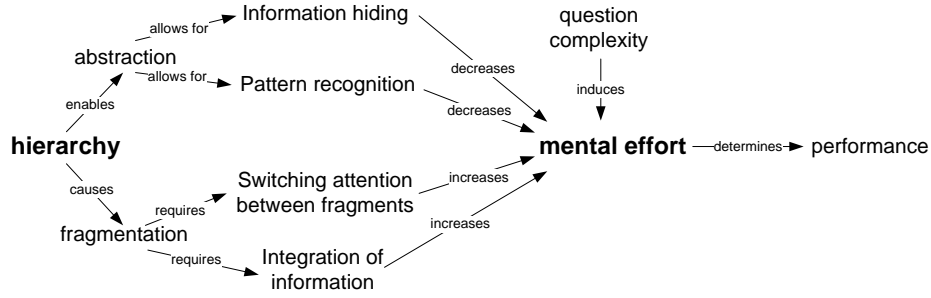 Information hiding
question
complexity
allows for
abstraction
allows for
decreases
Pattern recognition
induces
enables
decreases
hierarchy
mental effort
determines
performance
causes
Switching attention
between fragments
increases
requires
fragmentation
increases
requires
Integration of
information